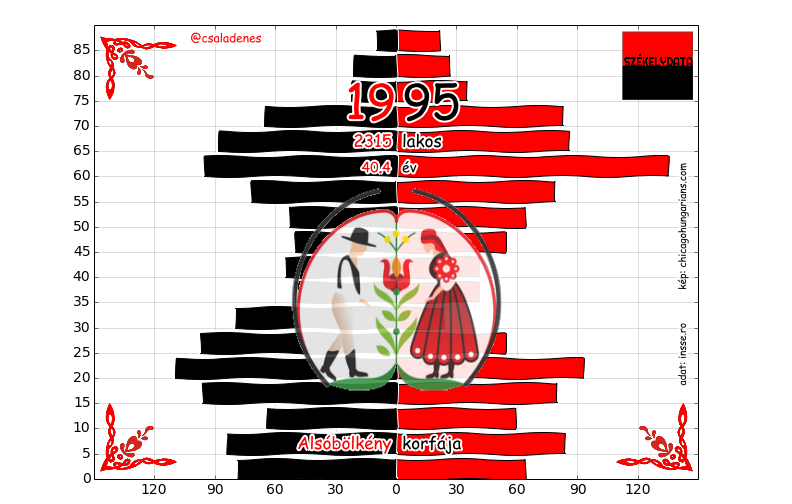 @csaladenes
SZÉKELYDATA
1995
2315 lakos
40.4 év
kép: chicagohungarians.com
adat: insse.ro
Alsóbölkény korfája
85
80
75
70
65
60
55
50
45
40
35
30
25
20
15
10
5
0
120 90 60 30 0 30 60 90 120